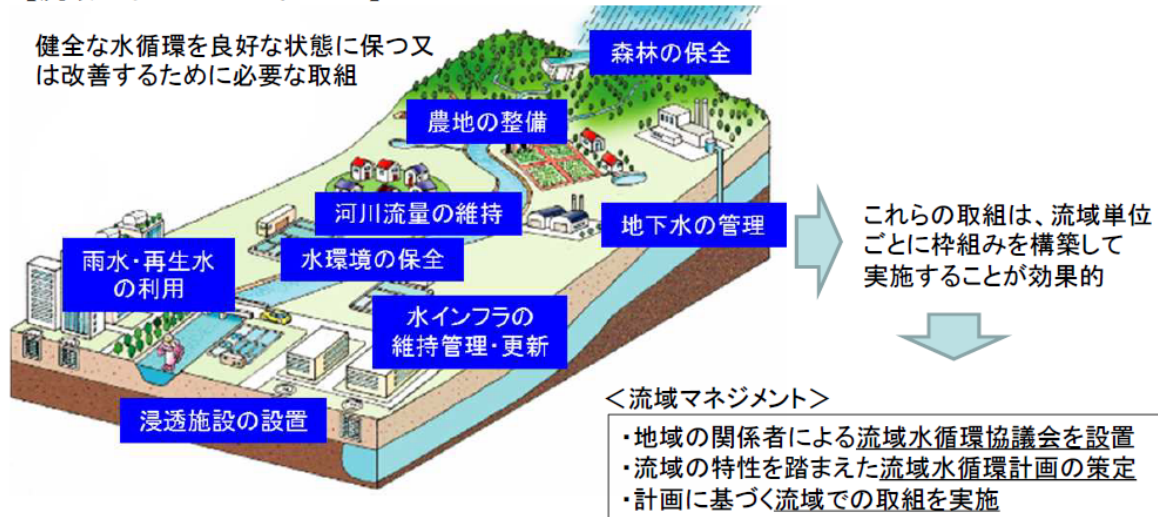 健全な水循環を良好な状態に保つ又
は改善するために必要な取組
森林の保全
農地の整備
河川流量の維持
地下水の管理
水環境の保全
雨水・再生水
の利用
水インフラの
維持管理・更新
浸透施設の設置
これらの取組は、流域単位
ごとに枠組みを構築して
実施することが効果的
＜流域マネジメント＞
・地域の関係者による流域水循環協議会を設置
・流域の特性を踏まえた流域水循環計画の策定
・計画に基づく流域での取組を実施